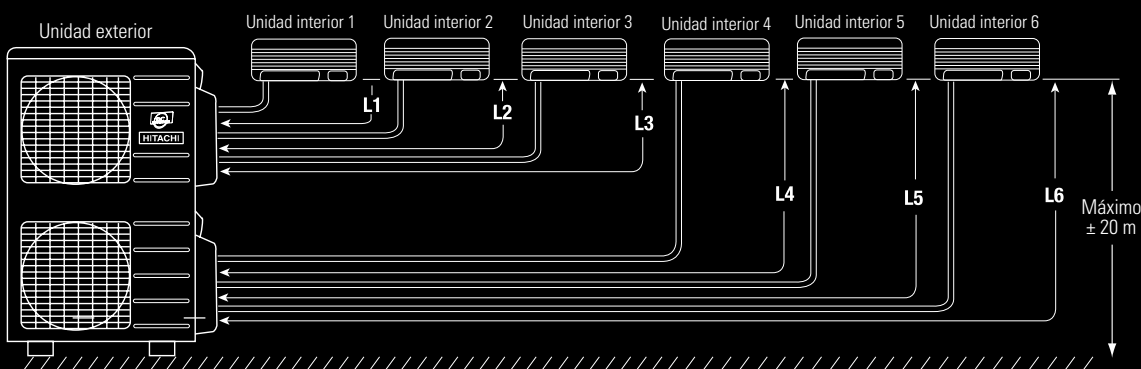 Unidad exterior
Unidad interior 1
Unidad interior 2
Unidad interior 3
Unidad interior 4
Unidad interior 5
Unidad interior 6
HITACHI
L1
L2
L3
L4
L5
L6
Máximo
± 20 m